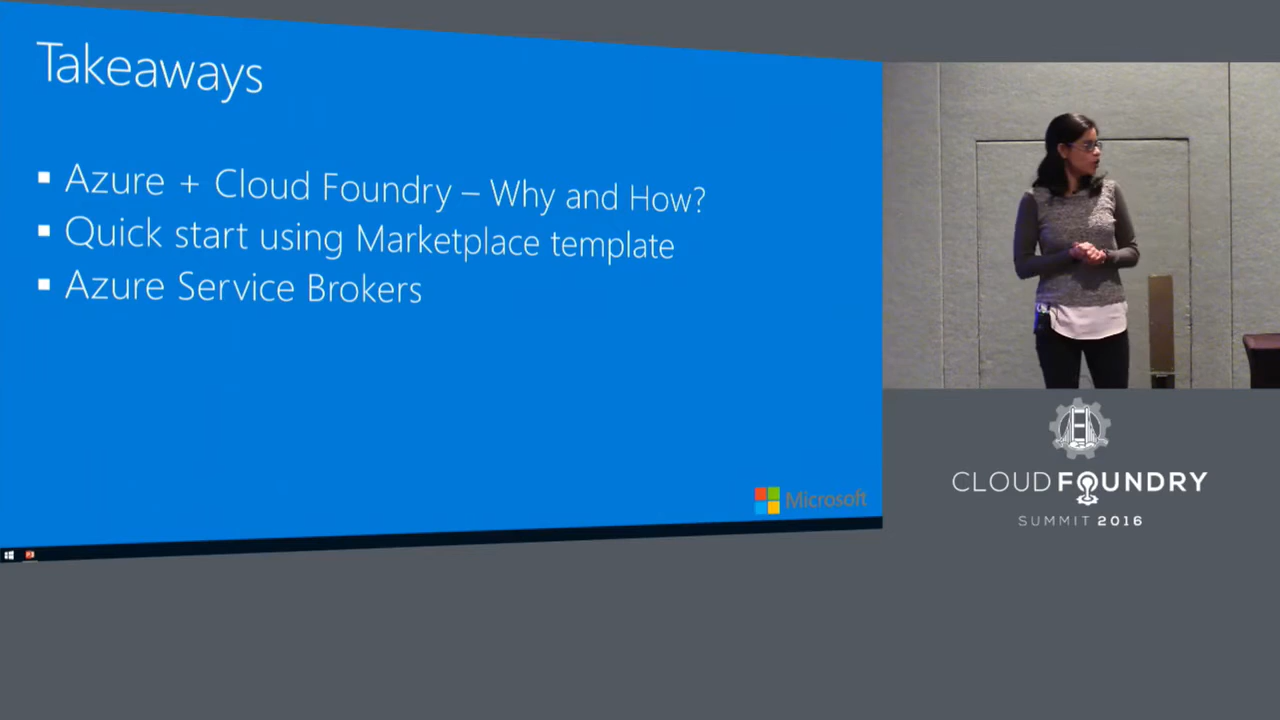 Takeaways
▪ Azure + Cloud Foundry – Why and How?
▪ Quick start using Marketplace template
▪ Azure Service Brokers
Microsoft
CLOUD FOUNDRY
SUMMIT 2016